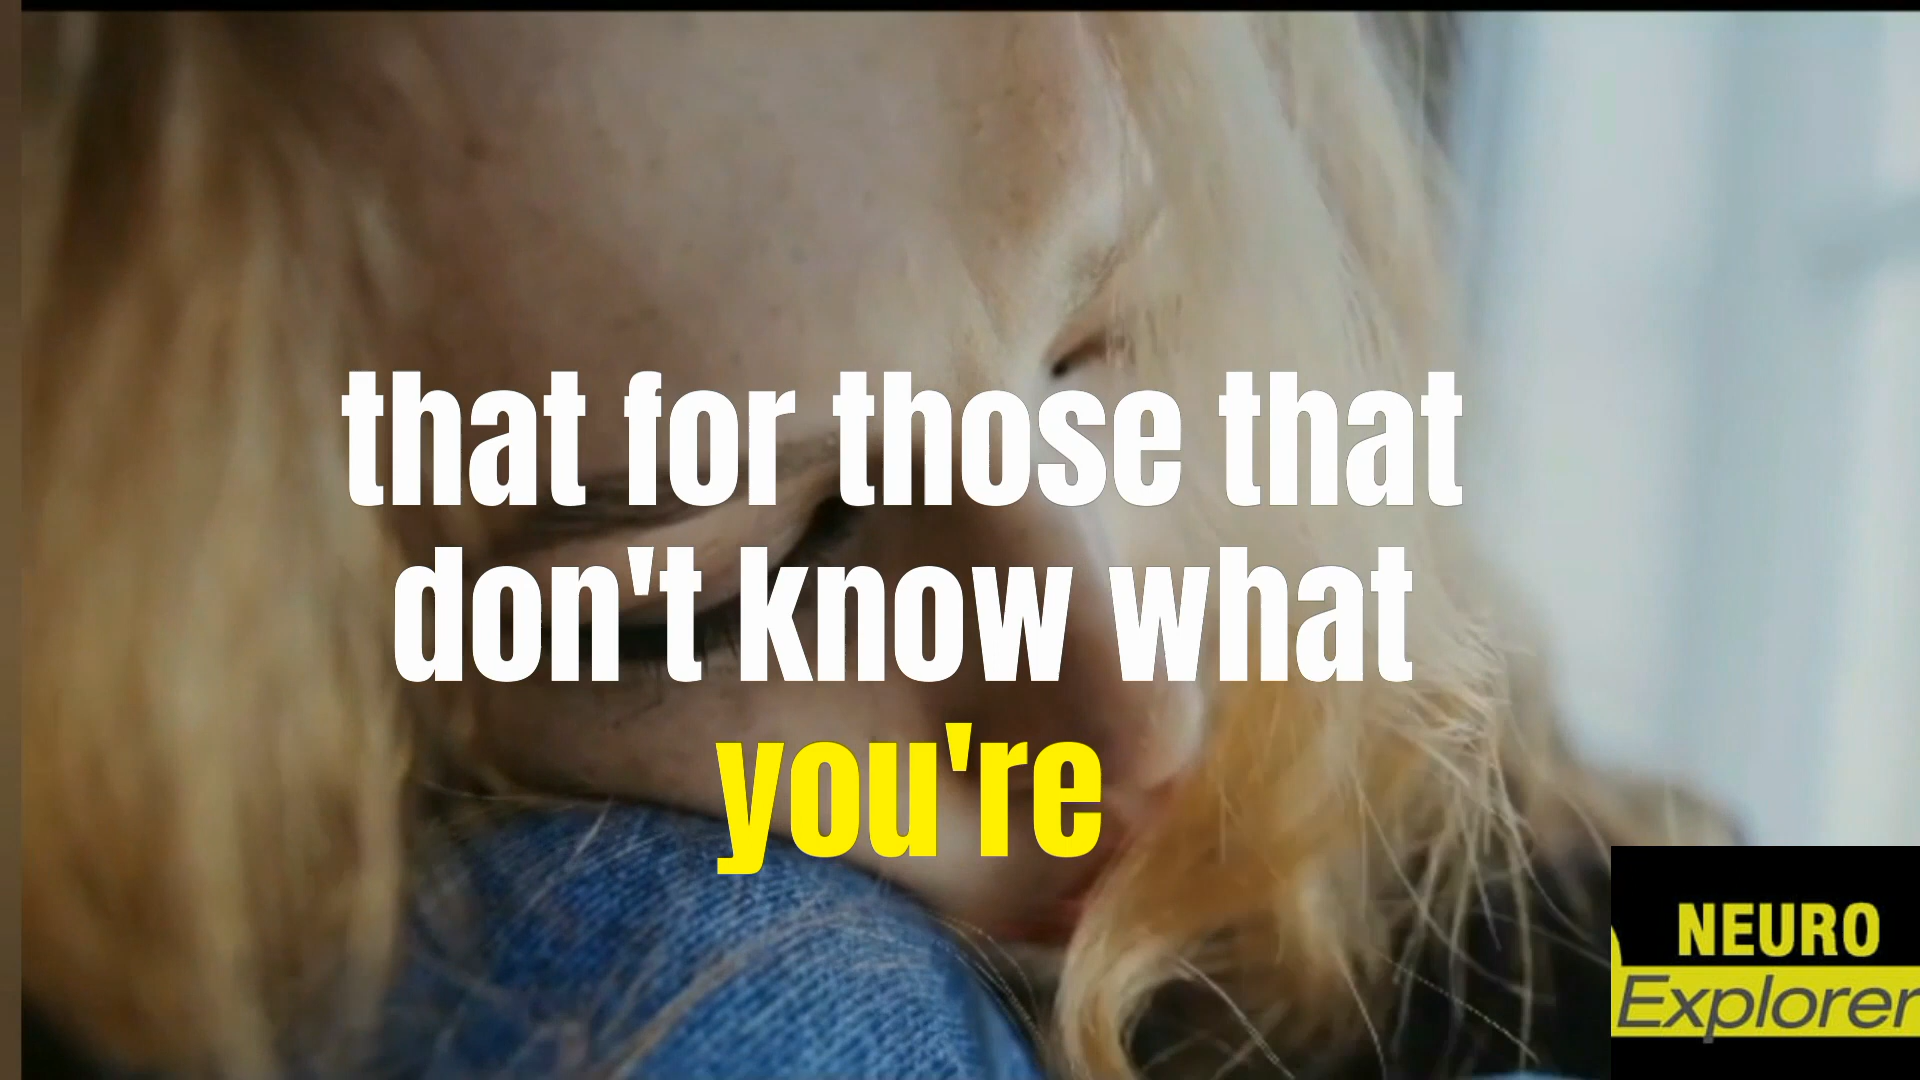 that for those that
don't know what
you're
NEURO
Explorer